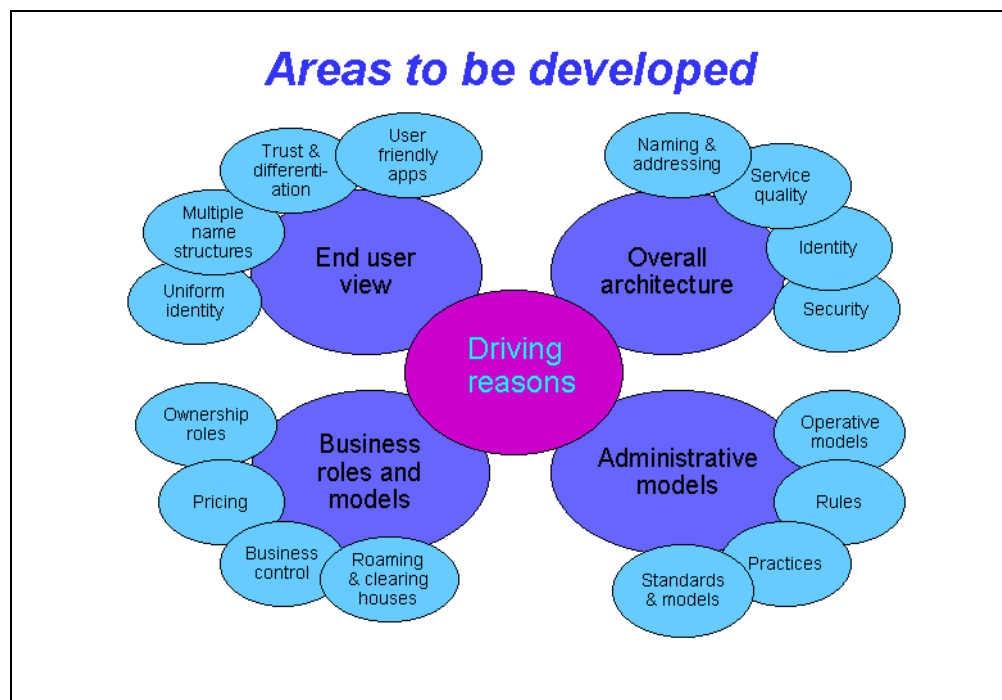 Areas to be developed
User
friendly
apps
Trust &
differenti-
ation
Multiple
name
structures
Uniform
identity
End user
view
Naming &
addressing
Service
quality
Identity
Security
Overall
architecture
Driving
reasons
Ownership
roles
Pricing
Business
control
Roaming
& clearing
houses
Business
roles and
models
Operative
models
Rules
Practices
Standards
& models
Administrative
models